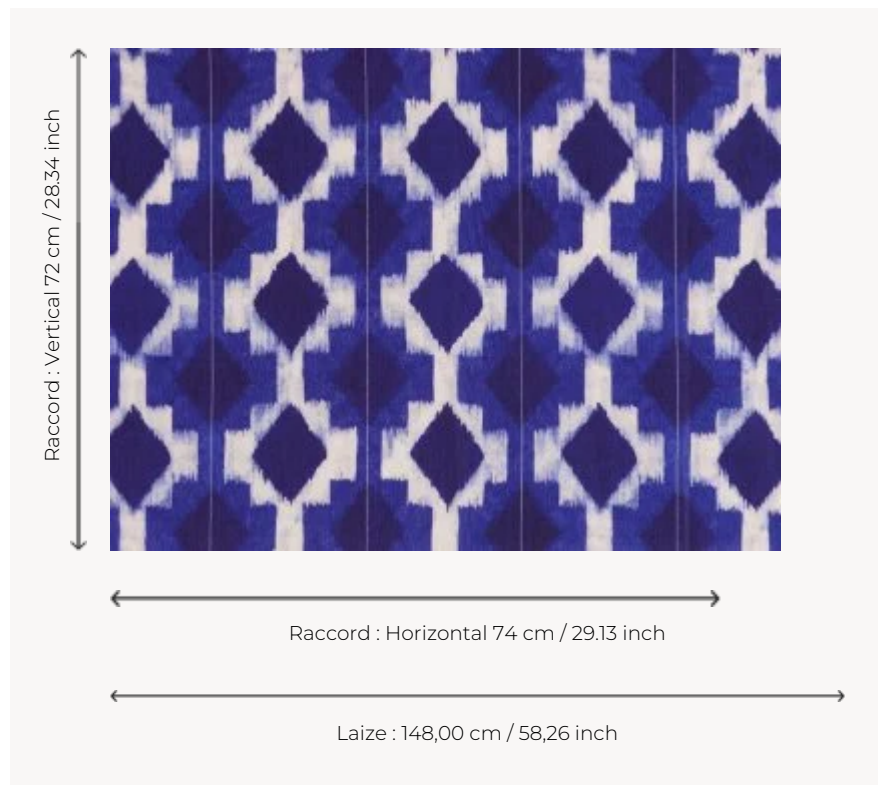 Raccord : Vertical 72 cm / 28.34 inch
Raccord : Horizontal 74 cm / 29.13 inch
Laize : 148,00 cm / 58,26 inch